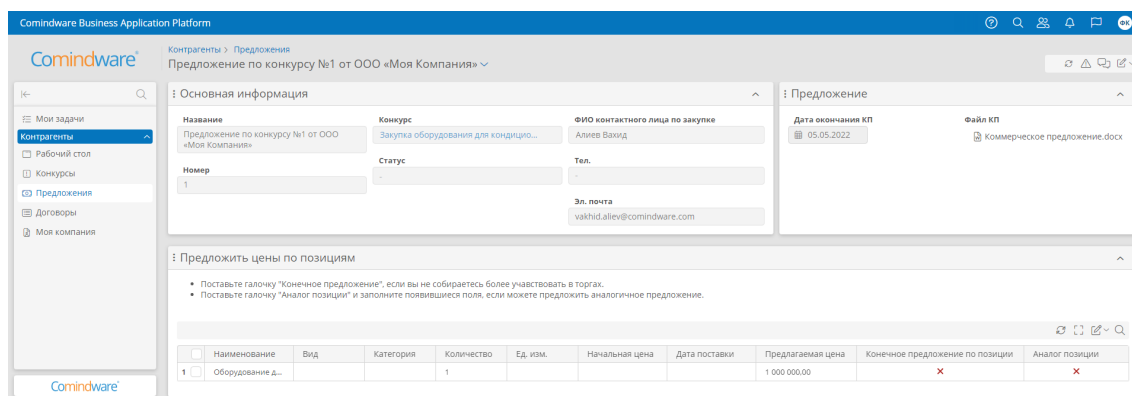 Comindware Business Application Platform
ФК
Comindware®
Контрагенты > Предложения
Предложение по конкурсу №1 от ООО «Моя Компания»
Мои задачи
Контрагенты
Рабочий стол
Конкурсы
Предложения
Договоры
Моя компания
Comindware®
Основная информация
Название
Предложение по конкурсу №1 от ООО
«Моя Компания»
Номер
1
Конкурс
Закупка оборудования для кондицио...
Статус
-
ФИО контактного лица по закупке
Алиев Вахид
Тел.
-
Эл. почта
vakhid.aliev@comindware.com
Предложение
Дата окончания КП
05.05.2022
Файл КП
Коммерческое предложение.docx
Предложить цены по позициям
• Поставьте галочку "Конечное предложение", если вы не собираетесь более учавствовать в торгах.
• Поставьте галочку "Аналог позиции" и заполните появившиеся поля, если можете предложить аналогичное предложение.
Наименование Вид Категория Количество Ед. изм. Начальная цена Дата поставки Предлагаемая цена Конечное предложение по позиции Аналог позиции
1 Оборудование д... 1 1 000 000,00